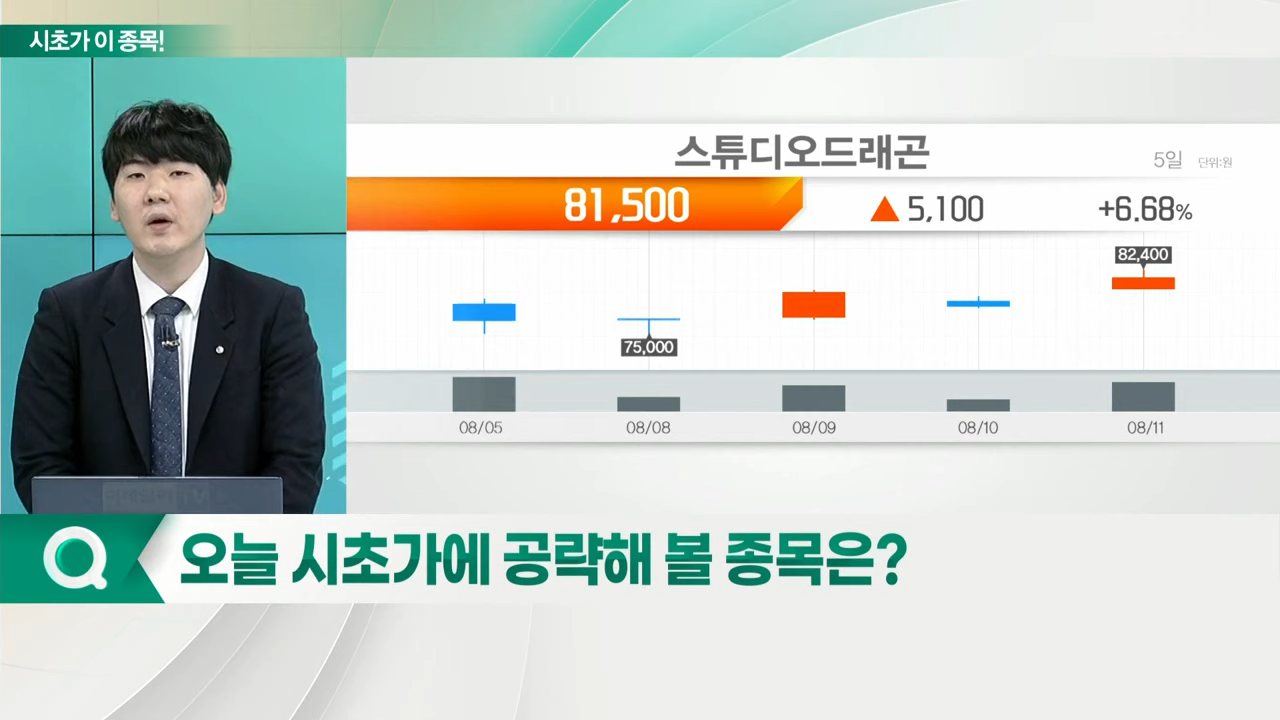 시초가 이 종목!
스튜디오드래곤
5일 단위:원
81,500 ▲ 5,100 +6.68%
82,400
75,000
08/05 08/08 08/09 08/10 08/11
오늘 시초가에 공략해 볼 종목은?